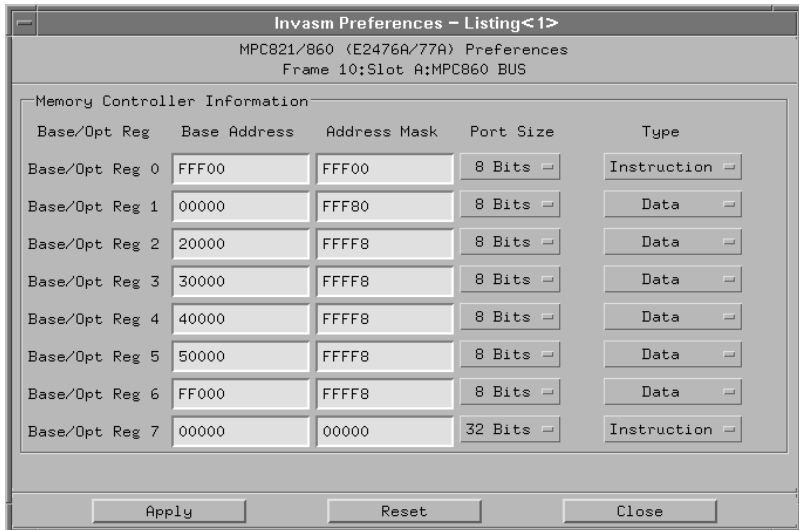 Invasm Preferences – Listing<1>
MPC821/860 (E2476A/77A) Preferences
Frame 10:Slot A:MPC860 BUS
Memory Controller Information
Base/Opt Reg Base Address Address Mask Port Size Type
Base/Opt Reg 0 FFF00 FFF00 8 Bits Instruction
Base/Opt Reg 1 00000 FFF80 8 Bits Data
Base/Opt Reg 2 20000 FFFF8 8 Bits Data
Base/Opt Reg 3 30000 FFFF8 8 Bits Data
Base/Opt Reg 4 40000 FFFF8 8 Bits Data
Base/Opt Reg 5 50000 FFFF8 8 Bits Data
Base/Opt Reg 6 FF000 FFFF8 8 Bits Data
Base/Opt Reg 7 00000 00000 32 Bits Instruction
Apply Reset Close